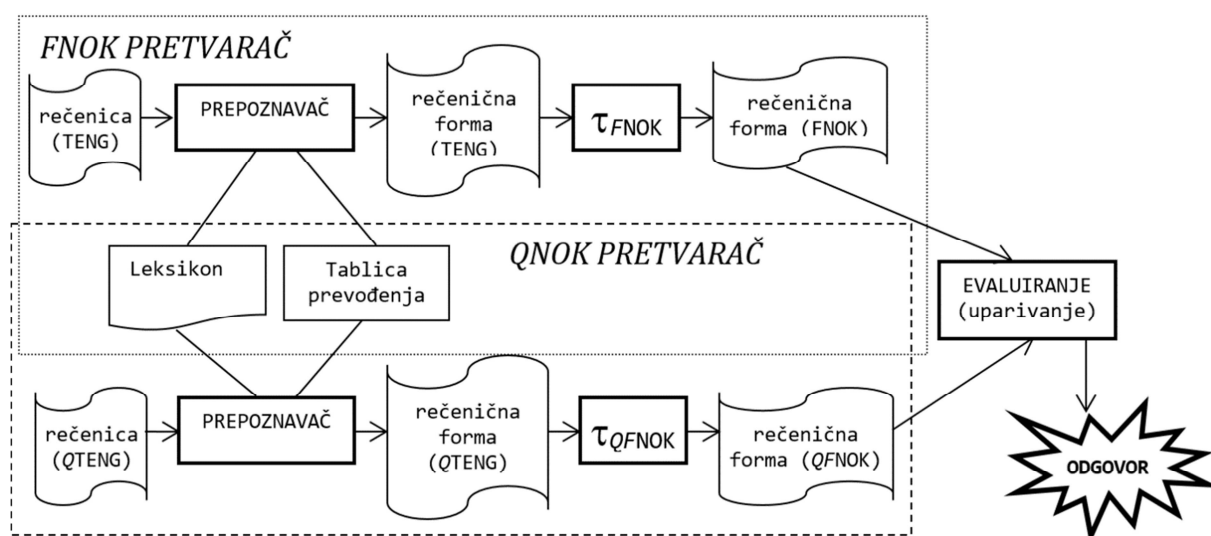 FNOK PRETVARAČ
rečenica
(TENG)
PREPOZNAVAČ
rečenična
forma
(TENG)
τFNOK
rečenična
forma (FNOK)
Leksikon
Tablica
prevođenja
QNOK PRETVARAČ
EVALUIRANJE
(uparivanje)
rečenica
(QTENG)
PREPOZNAVAČ
rečenična
forma
(QTENG)
τQFNOK
rečenična
forma (QFNOK)
ODGOVOR